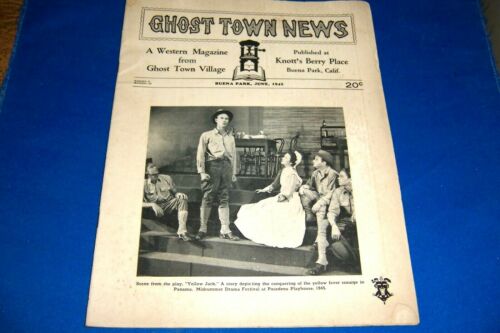 GHOST TOWN NEWS
A Western Magazine
from
Ghost Town Village
Published at
Knott's Berry Place
Buena Park, Calif.
BUENA PARK, JUNE, 1945
20¢
Scene from the play, "Yellow Jack." A story depicting the conquering of the yellow fever scourge in
Panama. Midsummer Drama Festival at Pasadena Playhouse, 1945.